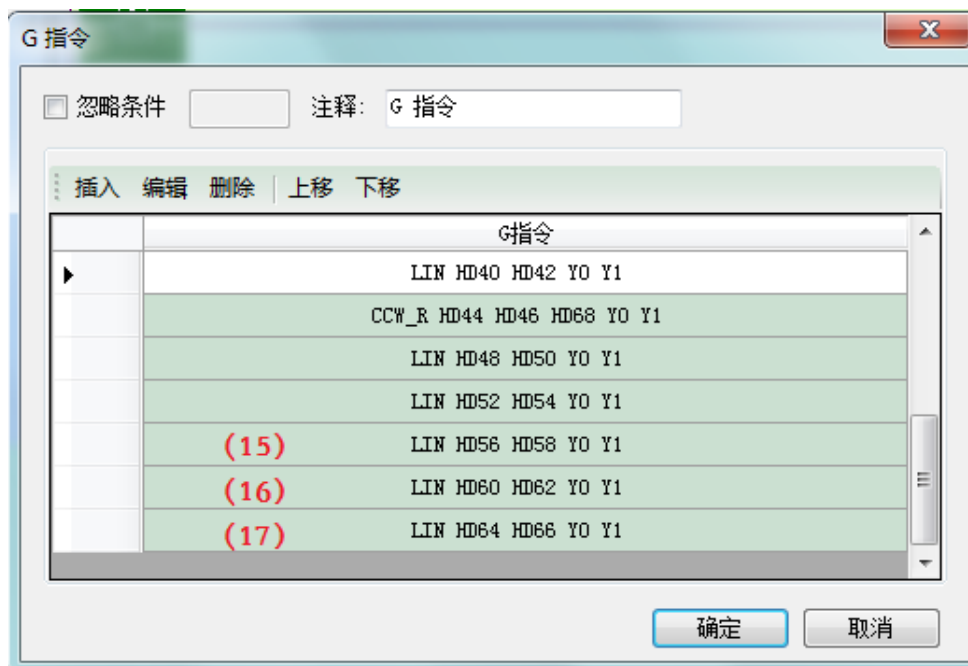 G 指令
忽略条件 注释: G 指令
插入 编辑 删除 上移 下移
G指令
LIN HD40 HD42 Y0 Y1
CCW_R HD44 HD46 HD68 Y0 Y1
LIN HD48 HD50 Y0 Y1
LIN HD52 HD54 Y0 Y1
(15) LIN HD56 HD58 Y0 Y1
(16) LIN HD60 HD62 Y0 Y1
(17) LIN HD64 HD66 Y0 Y1
确定 取消